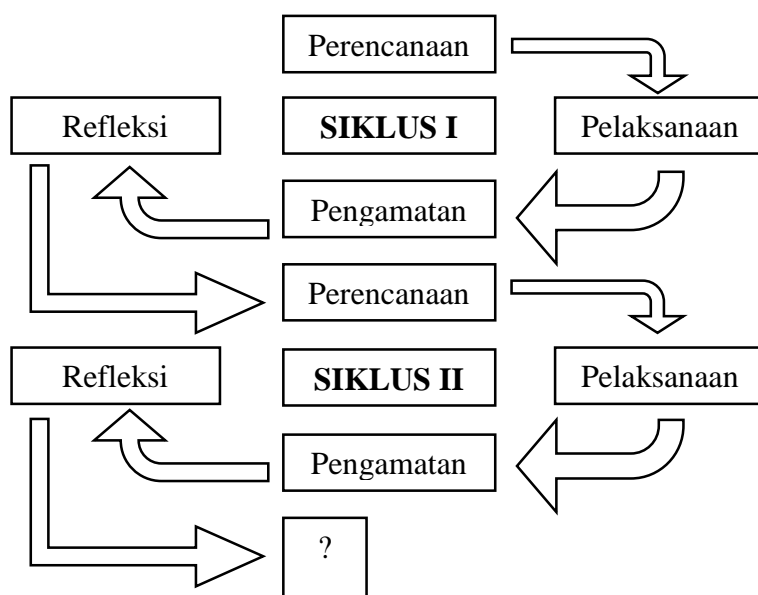 Perencanaan
Refleksi
SIKLUS I
Pelaksanaan
Pengamatan
Perencanaan
Refleksi
SIKLUS II
Pelaksanaan
Pengamatan
?